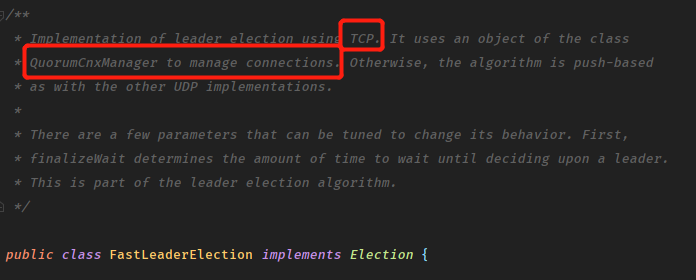 /**
* Implementation of leader election using TCP. It uses an object of the class
* QuorumCnxManager to manage connections. Otherwise, the algorithm is push-based
* as with the other UDP implementations.
*
* There are a few parameters that can be tuned to change its behavior. First,
* finalizeWait determines the amount of time to wait until deciding upon a leader.
* This is part of the leader election algorithm.
*/
public class FastLeaderElection implements Election {